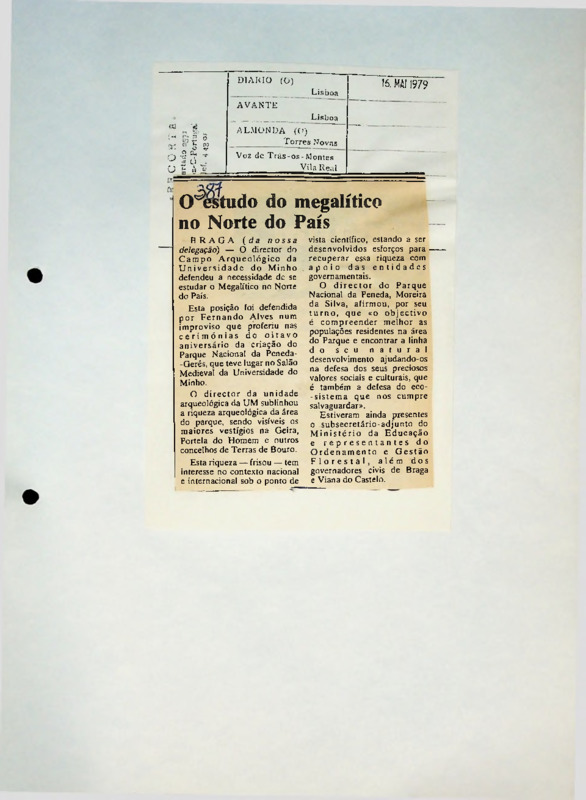 DIARIO (O)
Lisboa
16. MAI 1979
AVANTE
Lisboa
ALMONDA (O)
Torres Novas
Voz de Trás-os-Montes
Vila Real
RECORTE
387
O estudo do megalítico
no Norte do País
BRAGA (da nossa
delegação) — O director do
Campo Arqueológico da
Universidade do Minho
defendeu a necessidade de se
estudar o Megalítico no Norte
do País.
Esta posição foi defendida
por Fernando Alves num
improviso que proferiu nas
cerimónias do oitavo
aniversário da criação do
Parque Nacional da Peneda-
-Gerês, que teve lugar no Salão
Medieval da Universidade do
Minho.
O director da unidade
arqueológica da UM sublinhou
a riqueza arqueológica da área
do parque, sendo visíveis os
maiores vestígios na Geira,
Portela do Homem e outros
concelhos de Terras de Bouro.
Esta riqueza — frisou — tem
interesse no contexto nacional
e internacional sob o ponto de
vista científico, estando a ser
desenvolvidos esforços para
recuperar essa riqueza com
apoio das entidades
governamentais.
O director do Parque
Nacional da Peneda, Moreira
da Silva, afirmou, por seu
turno, que «o objectivo
é compreender melhor as
populações residentes na área
do Parque e encontrar a linha
do seu natural
desenvolvimento ajudando-os
na defesa dos seus preciosos
valores sociais e culturais, que
é também a defesa do eco-
-sistema que nos cumpre
salvaguardar».
Estiveram ainda presentes
o subsecretário-adjunto do
Ministério da Educação
e representantes do
Ordenamento e Gestão
Florestal, além dos
governadores civis de Braga
e Viana do Castelo.